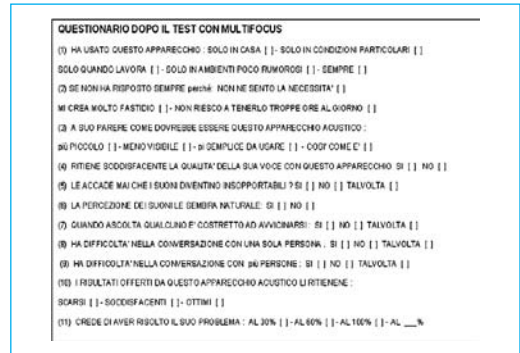 QUESTIONARIO DOPO IL TEST CON MULTIFOCUS
(1) HA USATO QUESTO APPARECCHIO : SOLO IN CASA [ ] - SOLO IN CONDIZIONI PARTICOLARI [ ]
SOLO QUANDO LAVORA [ ] - SOLO IN AMBIENTI POCO RUMOROSI [ ] - SEMPRE [ ]
(2) SE NON HA RISPOSTO SEMPRE perché: NON NE SENTO LA NECESSITA' [ ]
MI CREA MOLTO FASTIDIO [ ] - NON RIESCO A TENERLO TROPPE ORE AL GIORNO [ ]
(3) A SUO PARERE COME DOVREBBE ESSERE QUESTO APPARECCHIO ACUSTICO :
più PICCOLO [ ] - MENO VISIBILE [ ] - pi SEMPLICE DA USARE [ ] - COSI' COME E' [ ]
(4) RITIENE SODDISFACENTE LA QUALITA' DELLA SUA VOCE CON QUESTO APPARECCHIO SI [ ] NO [ ]
(5) LE ACCADE MAI CHE I SUONI DIVENTINO INSOPPORTABILI ? SI [ ] NO [ ] TALVOLTA [ ]
(6) LA PERCEZIONE DEI SUONI LE SEMBRA NATURALE: SI [ ] NO [ ]
(7) QUANDO ASCOLTA QUALCUNO E' COSTRETTO AD AVVICINARSI : SI [ ] NO [ ] TALVOLTA [ ]
(8) HA DIFFICOLTA' NELLA CONVERSAZIONE CON UNA SOLA PERSONA : SI [ ] NO [ ] TALVOLTA [ ]
(9) HA DIFFICOLTA' NELLA CONVERSAZIONE CON più PERSONE : SI [ ] NO [ ] TALVOLTA [ ]
(10) I RISULTATI OFFERTI DA QUESTO APPARECCHIO ACUSTICO LI RITIENENE :
SCARSI [ ] - SODDISFACENTI [ ] - OTTIMI [ ]
(11) CREDE DI AVER RISOLTO IL SUO PROBLEMA : AL 30% [ ] - AL 60% [ ] - AL 100% [ ] - AL ___%